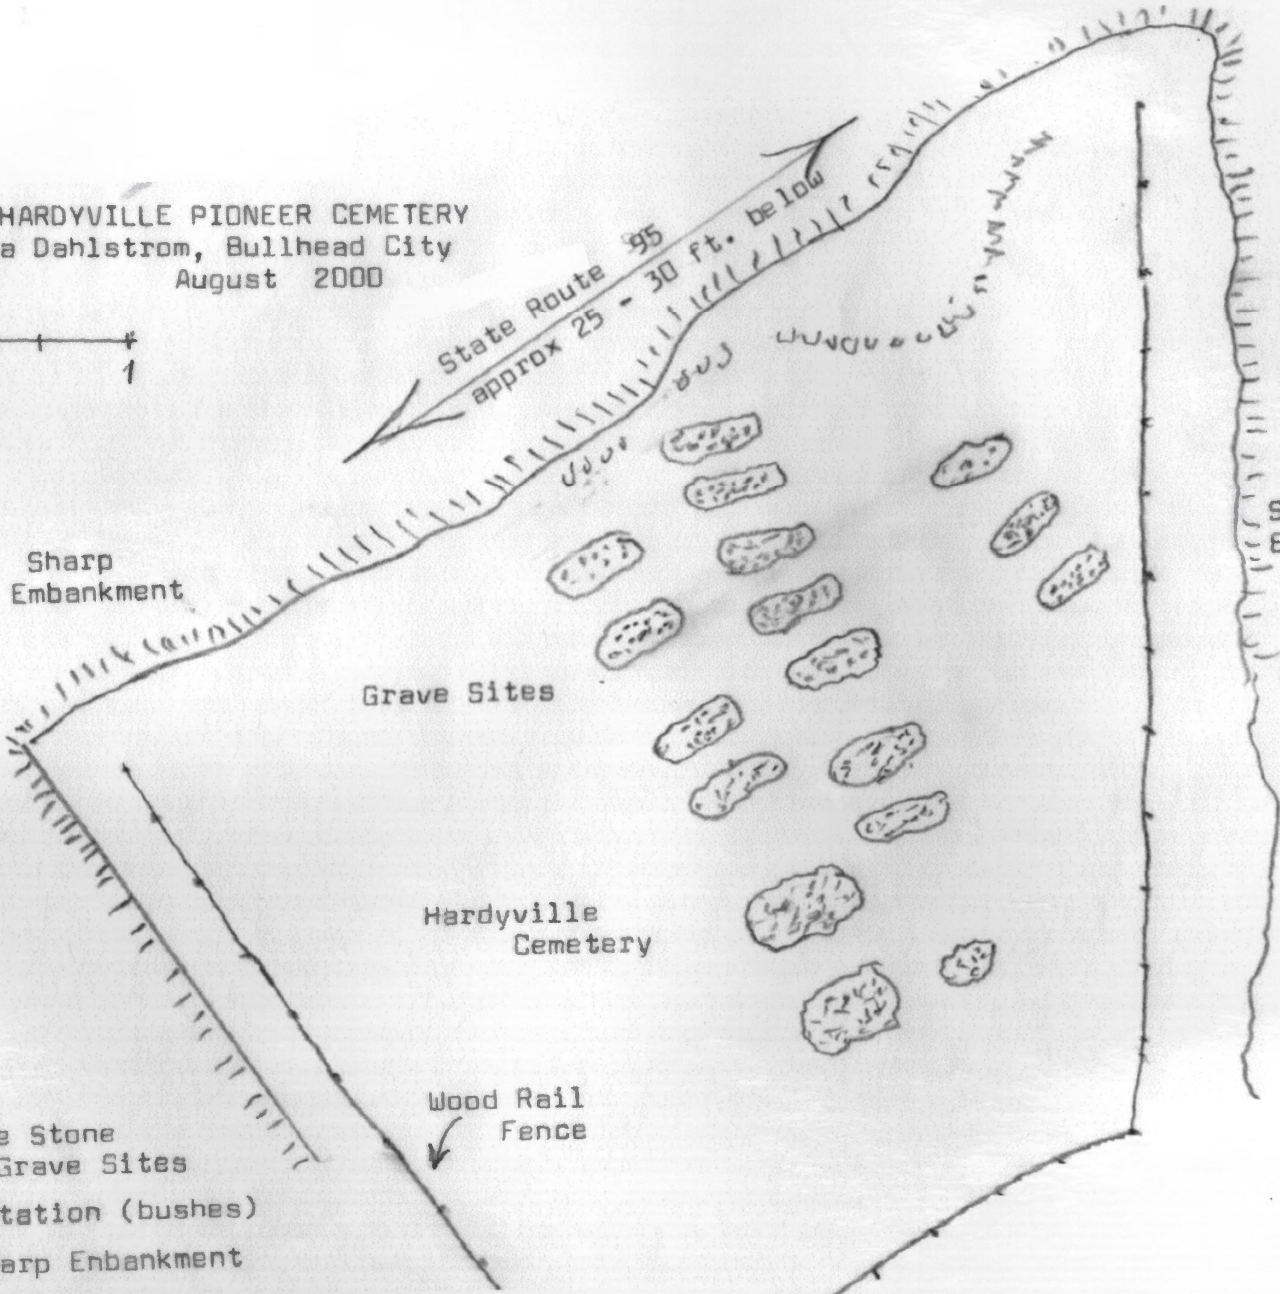 HARDYVILLE PIONEER CEMETERY
a Dahlstrom, Bullhead City
August 2000
State Route 95
approx 25 - 30 ft. below
Sharp
Embankment
Grave Sites
Hardyville
Cemetery
Wood Rail
Fence
e Stone
Grave Sites
tation (bushes)
arp Enbankment